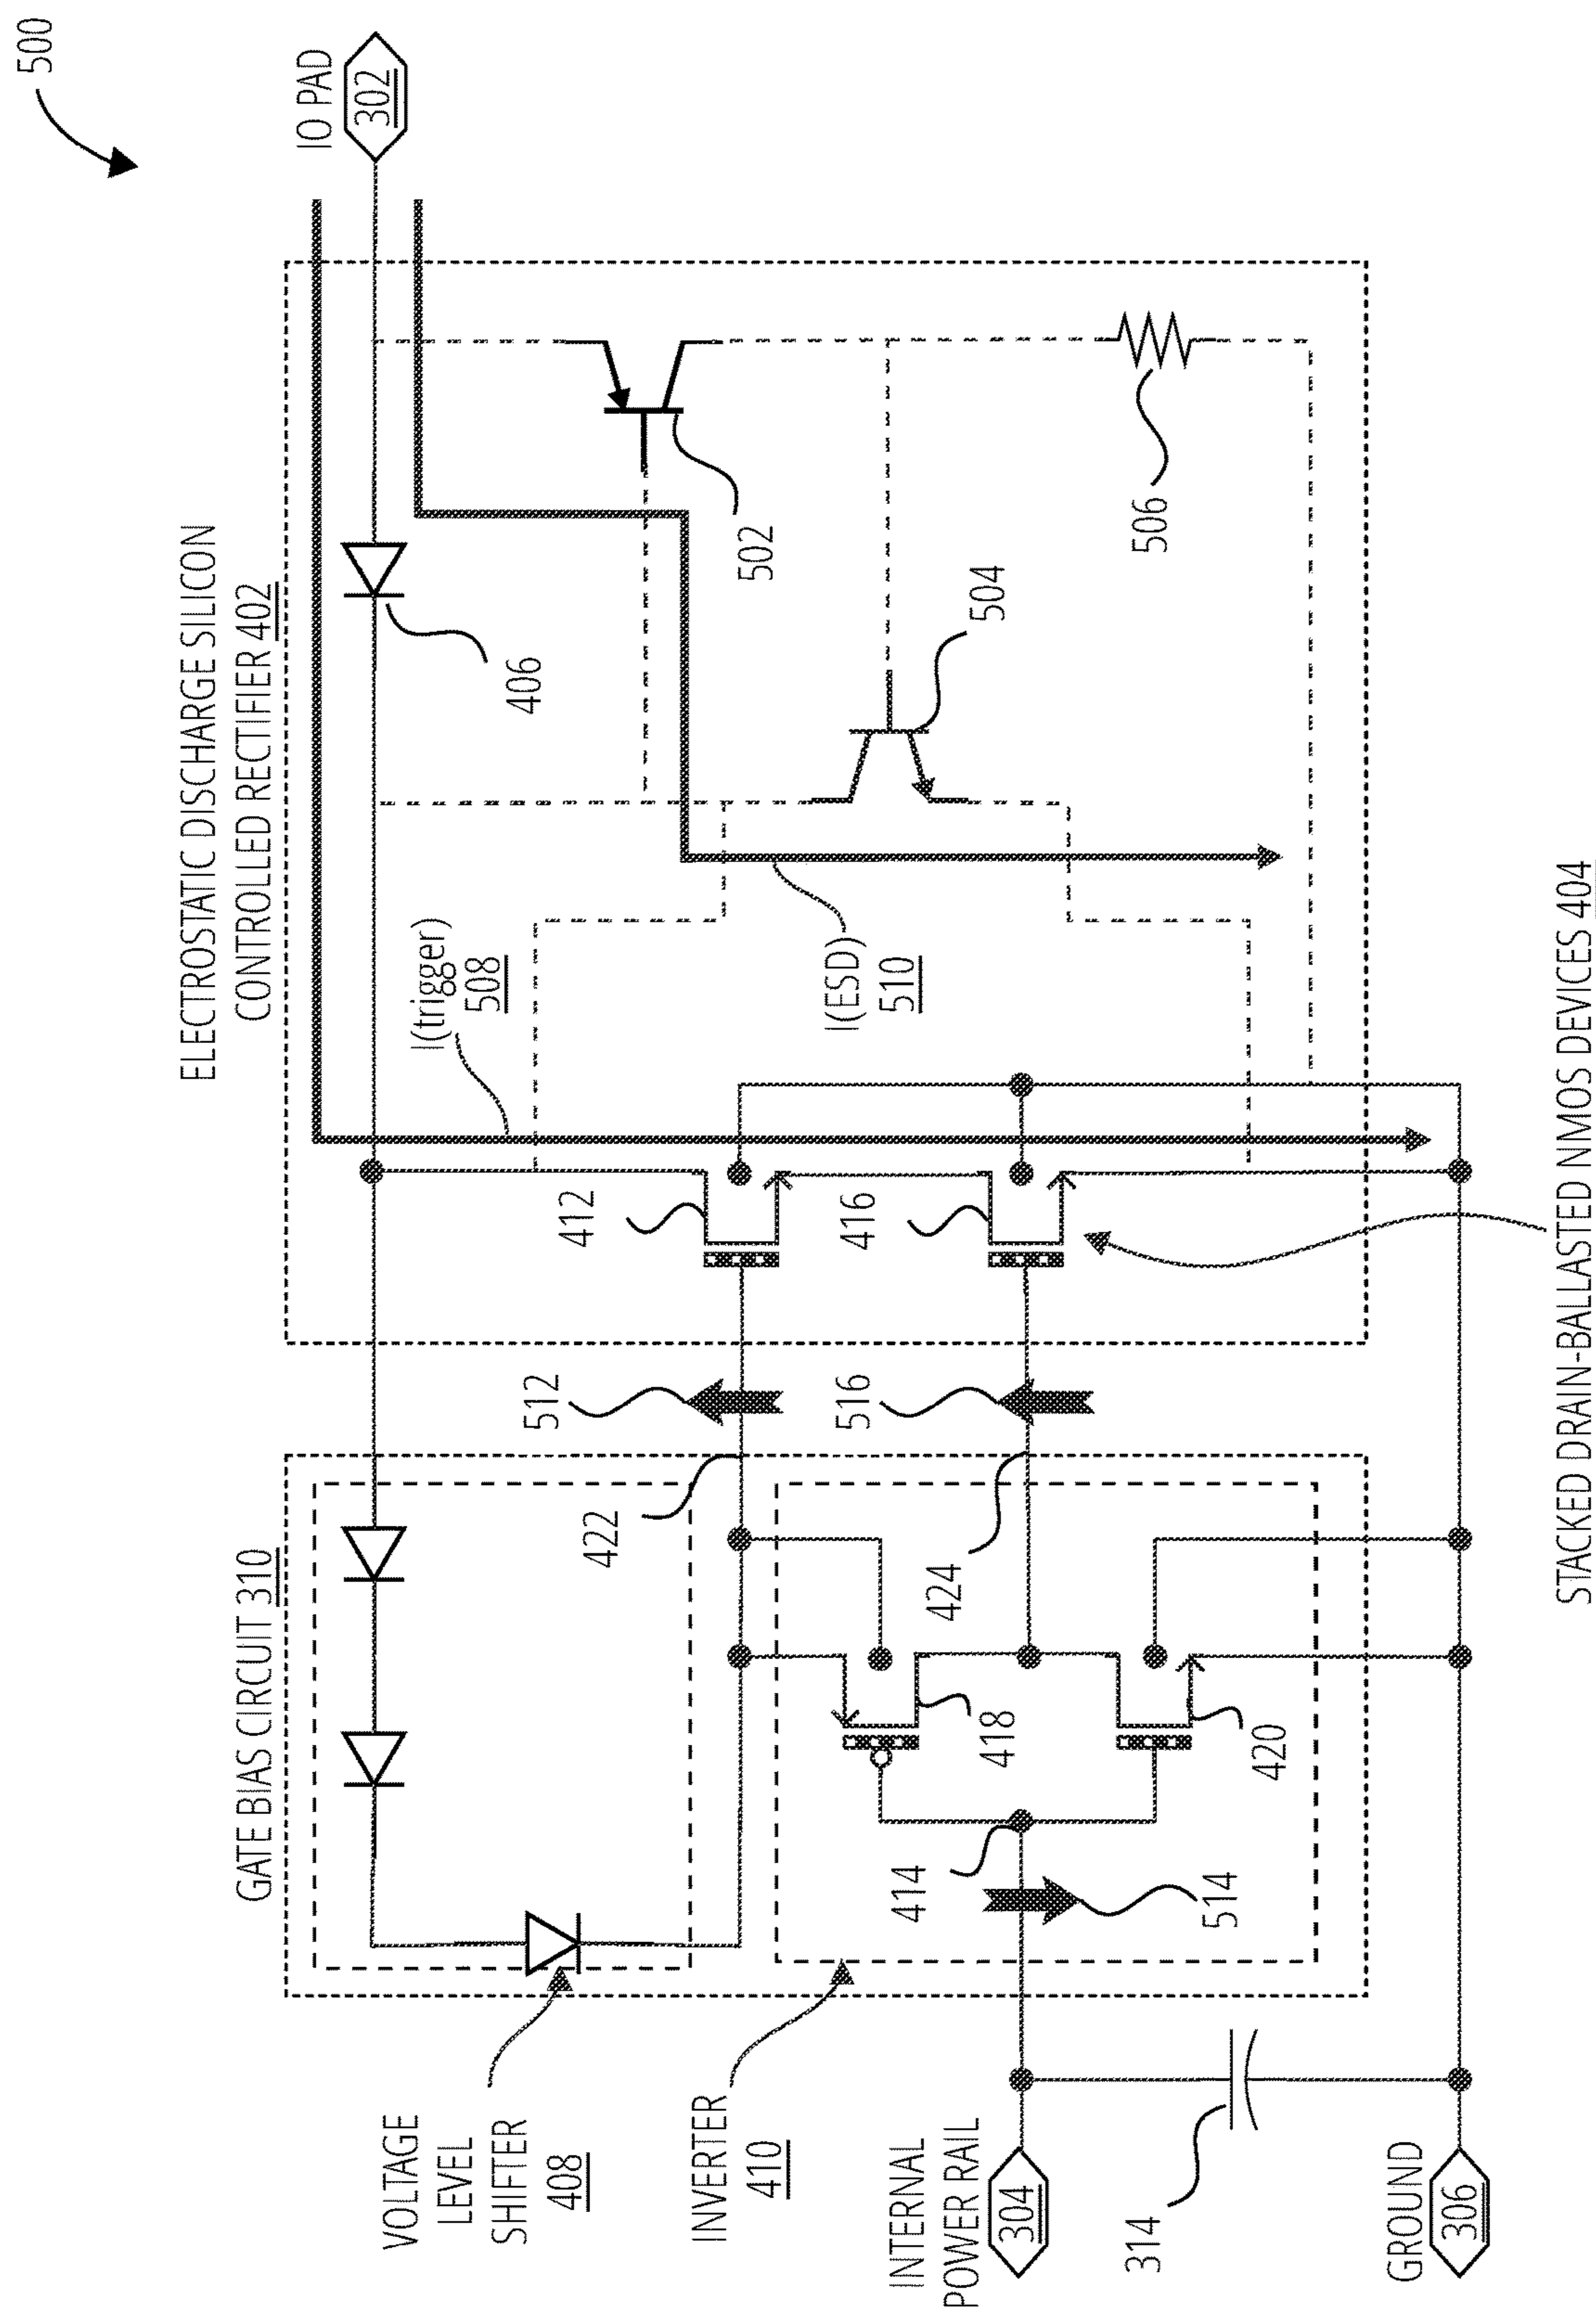 500
IO PAD
302
ELECTROSTATIC DISCHARGE SILICON
CONTROLLED RECTIFIER 402
406
502
504
506
I(trigger)
508
I(ESD)
510
412
416
STACKED DRAIN-BALLASTED NMOS DEVICES 404
512
516
GATE BIAS CIRCUIT 310
422
424
418
420
414
514
VOLTAGE
LEVEL
SHIFTER
408
INVERTER
410
INTERNAL
POWER RAIL
304
314
GROUND
306